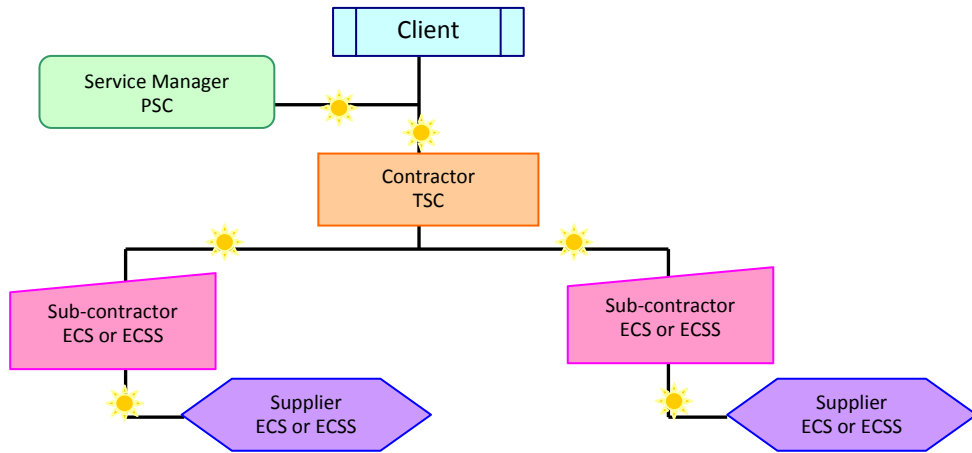 Client
Service Manager
PSC
Contractor
TSC
Sub-contractor
ECS or ECSS
Sub-contractor
ECS or ECSS
Supplier
ECS or ECSS
Supplier
ECS or ECSS